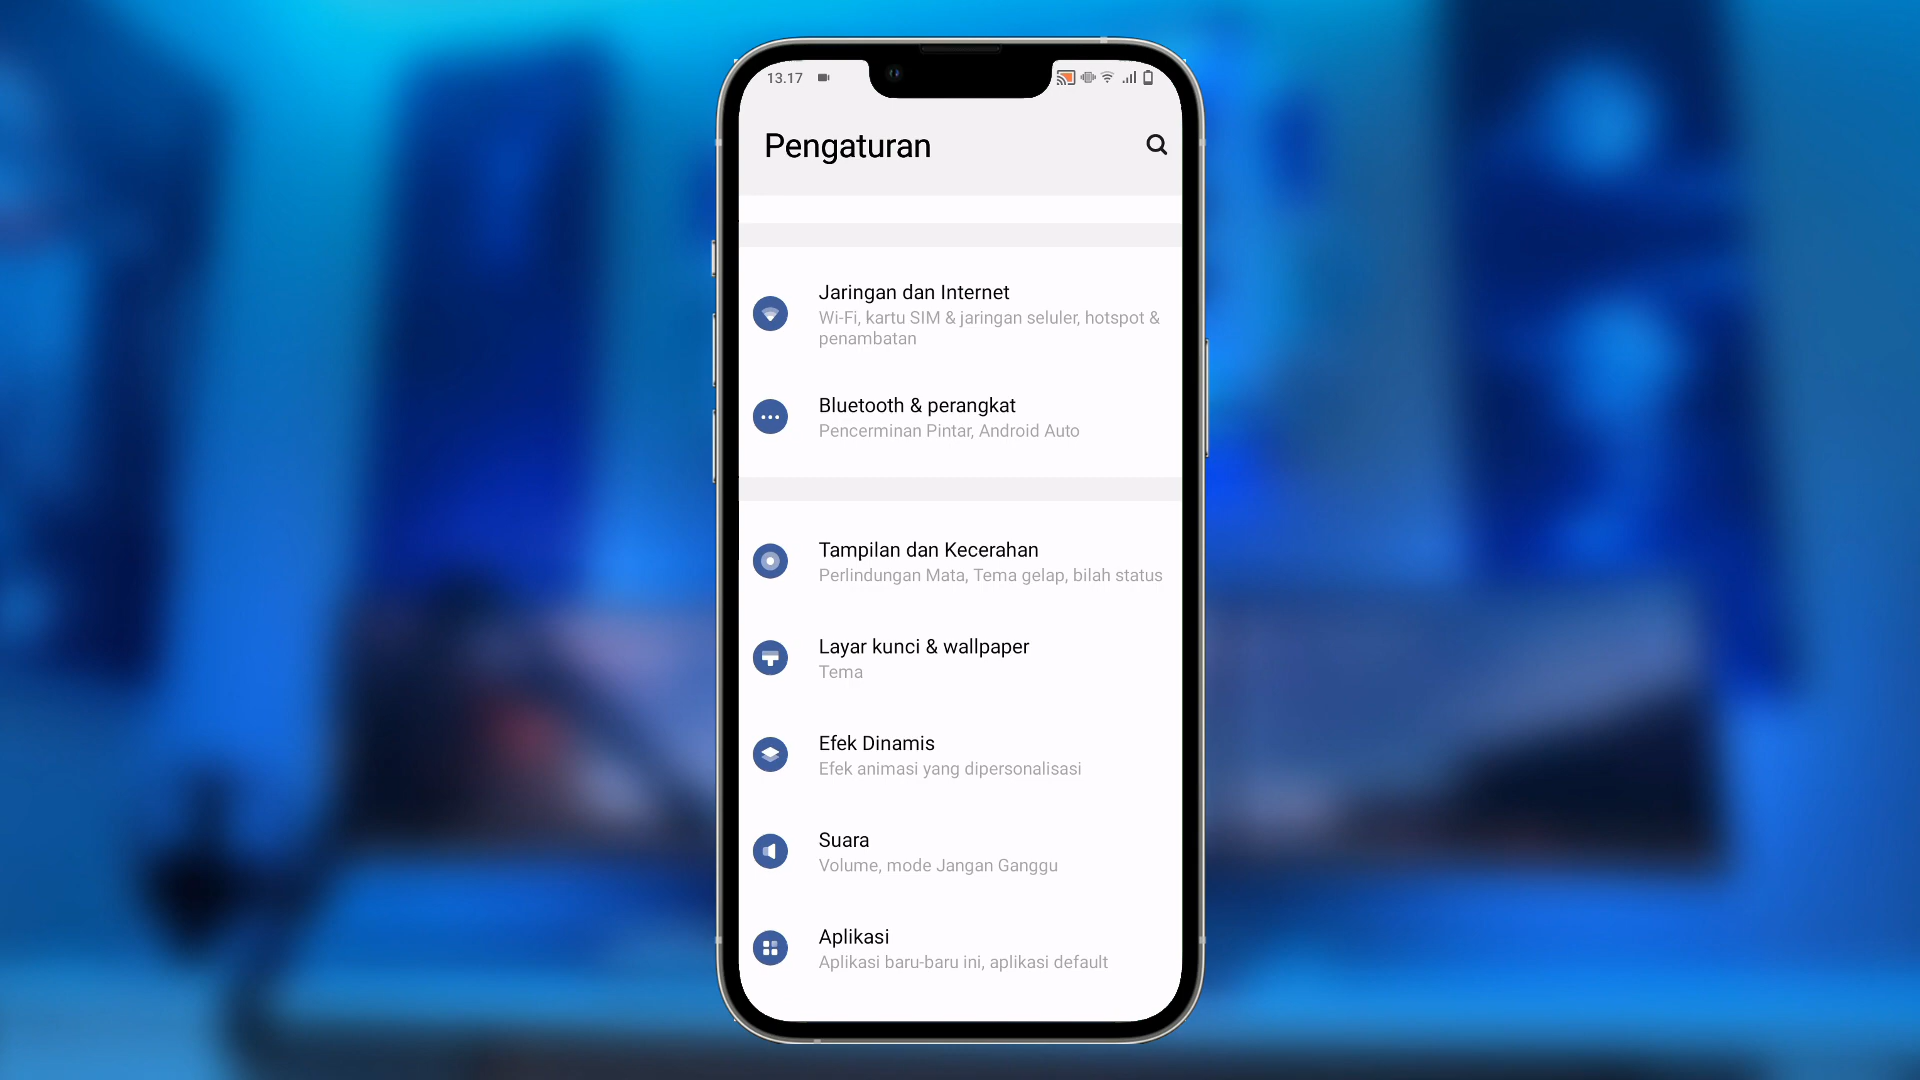 13.17
Pengaturan
Jaringan dan Internet
Wi-Fi, kartu SIM & jaringan seluler, hotspot &
penambatan
Bluetooth & perangkat
Pencerminan Pintar, Android Auto
Tampilan dan Kecerahan
Perlindungan Mata, Tema gelap, bilah status
Layar kunci & wallpaper
Tema
Efek Dinamis
Efek animasi yang dipersonalisasi
Suara
Volume, mode Jangan Ganggu
Aplikasi
Aplikasi baru-baru ini, aplikasi default